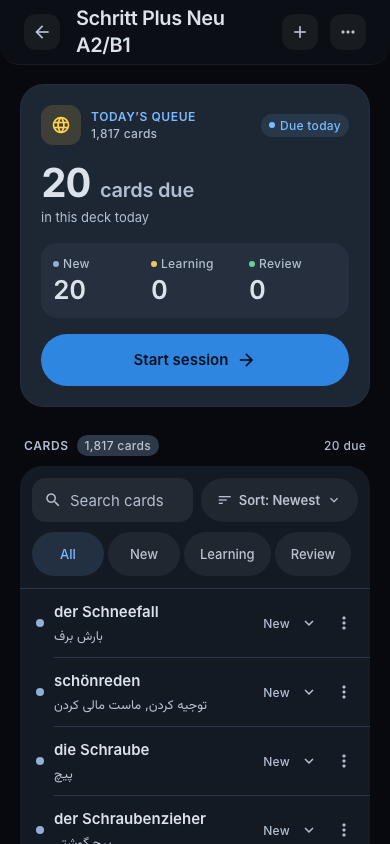 Schritt Plus Neu
A2/B1
TODAY'S QUEUE
1,817 cards
Due today
20 cards due
in this deck today
New
Learning
Review
20
0
0
Start session
CARDS
1,817 cards
20 due
Search cards
Sort: Newest
All
New
Learning
Review
der Schneefall
New
بارش برف
schönreden
New
توجیه کردن, ماست مالی کردن
die Schraube
New
پیچ
der Schraubenzieher
New